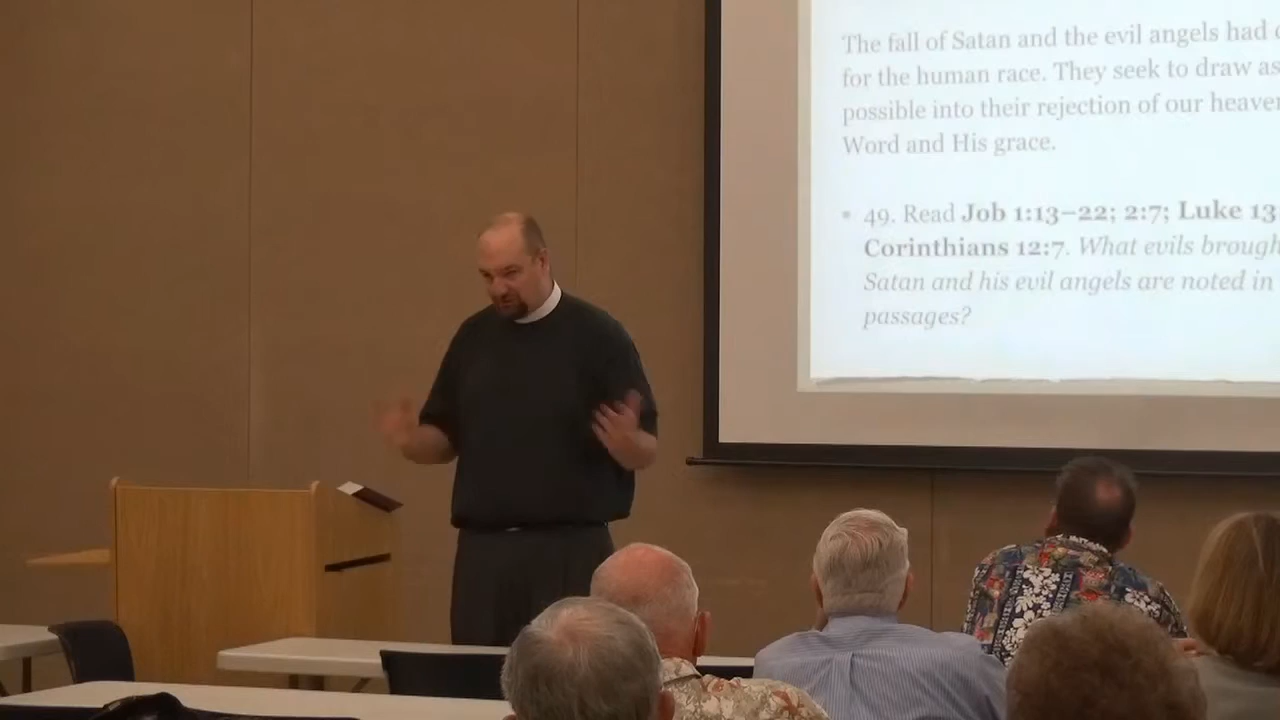 The fall of Satan and the evil angels had
for the human race. They seek to draw as
possible into their rejection of our
Word and His grace.
• 49. Read Job 1:13–22; 2:7; Luke 13
Corinthians 12:7. What evils
Satan and his evil angels are noted in
passages?